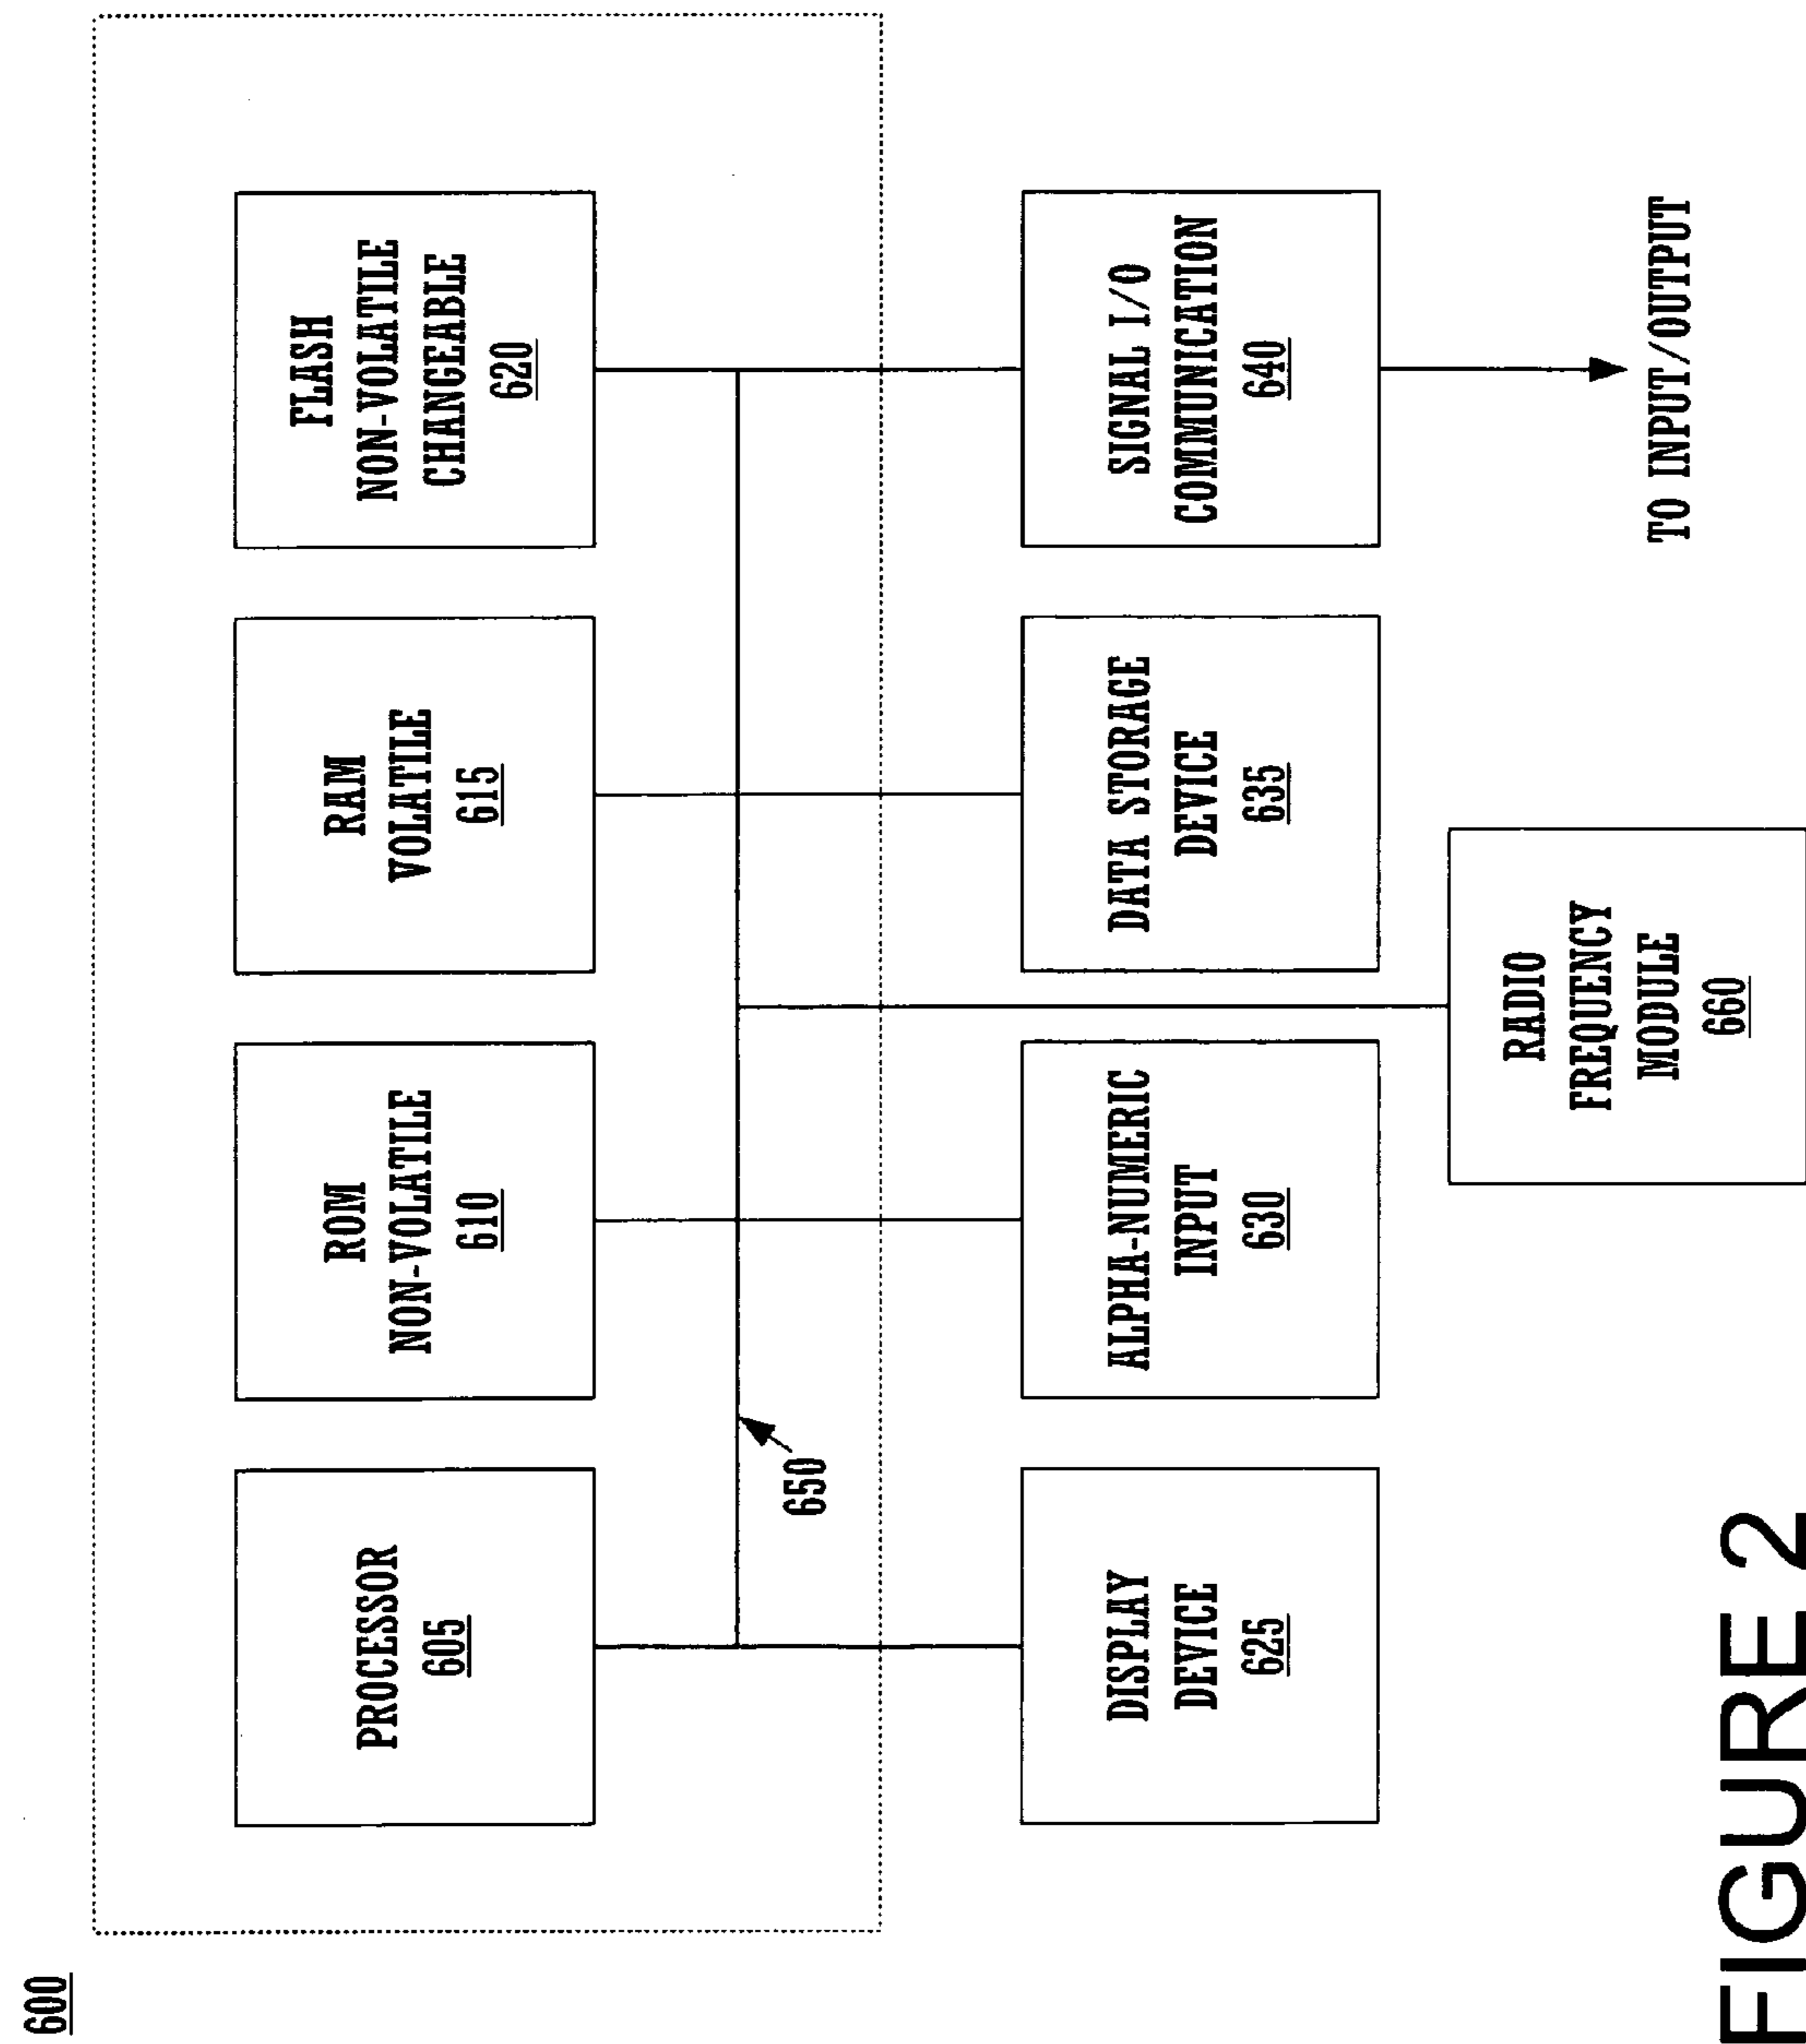 600
PROCESSOR
605
ROM
NON-VOLATILE
610
RAM
VOLATILE
615
FLASH
NON-VOLATILE
CHANGEABLE
620
650
DISPLAY
DEVICE
625
ALPHA-NUMERIC
INPUT
630
DATA STORAGE
DEVICE
635
SIGNAL I/O
COMMUNICATION
640
RADIO
FREQUENCY
MODULE
660
TO INPUT/OUTPUT
FIGURE 2